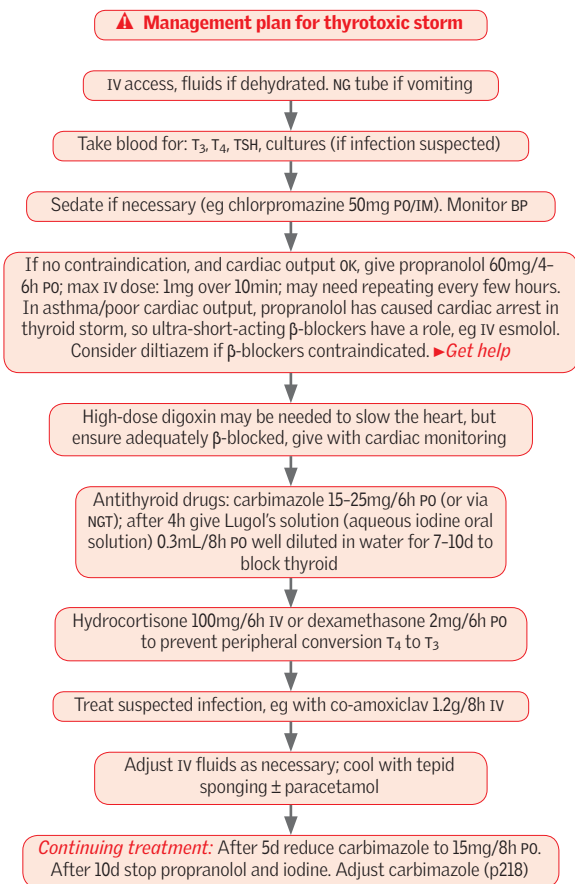 ⚠ Management plan for thyrotoxic storm
IV access, fluids if dehydrated. NG tube if vomiting
Take blood for: T₃, T₄, TSH, cultures (if infection suspected)
Sedate if necessary (eg chlorpromazine 50mg PO/IM). Monitor BP
If no contraindication, and cardiac output OK, give propranolol 60mg/4–
6h PO; max IV dose: 1mg over 10min; may need repeating every few hours.
In asthma/poor cardiac output, propranolol has caused cardiac arrest in
thyroid storm, so ultra-short-acting β-blockers have a role, eg IV esmolol.
Consider diltiazem if β-blockers contraindicated. ►Get help
High-dose digoxin may be needed to slow the heart, but
ensure adequately β-blocked, give with cardiac monitoring
Antithyroid drugs: carbimazole 15–25mg/6h PO (or via
NGT); after 4h give Lugol's solution (aqueous iodine oral
solution) 0.3mL/8h PO well diluted in water for 7–10d to
block thyroid
Hydrocortisone 100mg/6h IV or dexamethasone 2mg/6h PO
to prevent peripheral conversion T₄ to T₃
Treat suspected infection, eg with co-amoxiclav 1.2g/8h IV
Adjust IV fluids as necessary; cool with tepid
sponging ± paracetamol
Continuing treatment: After 5d reduce carbimazole to 15mg/8h PO.
After 10d stop propranolol and iodine. Adjust carbimazole (p218)